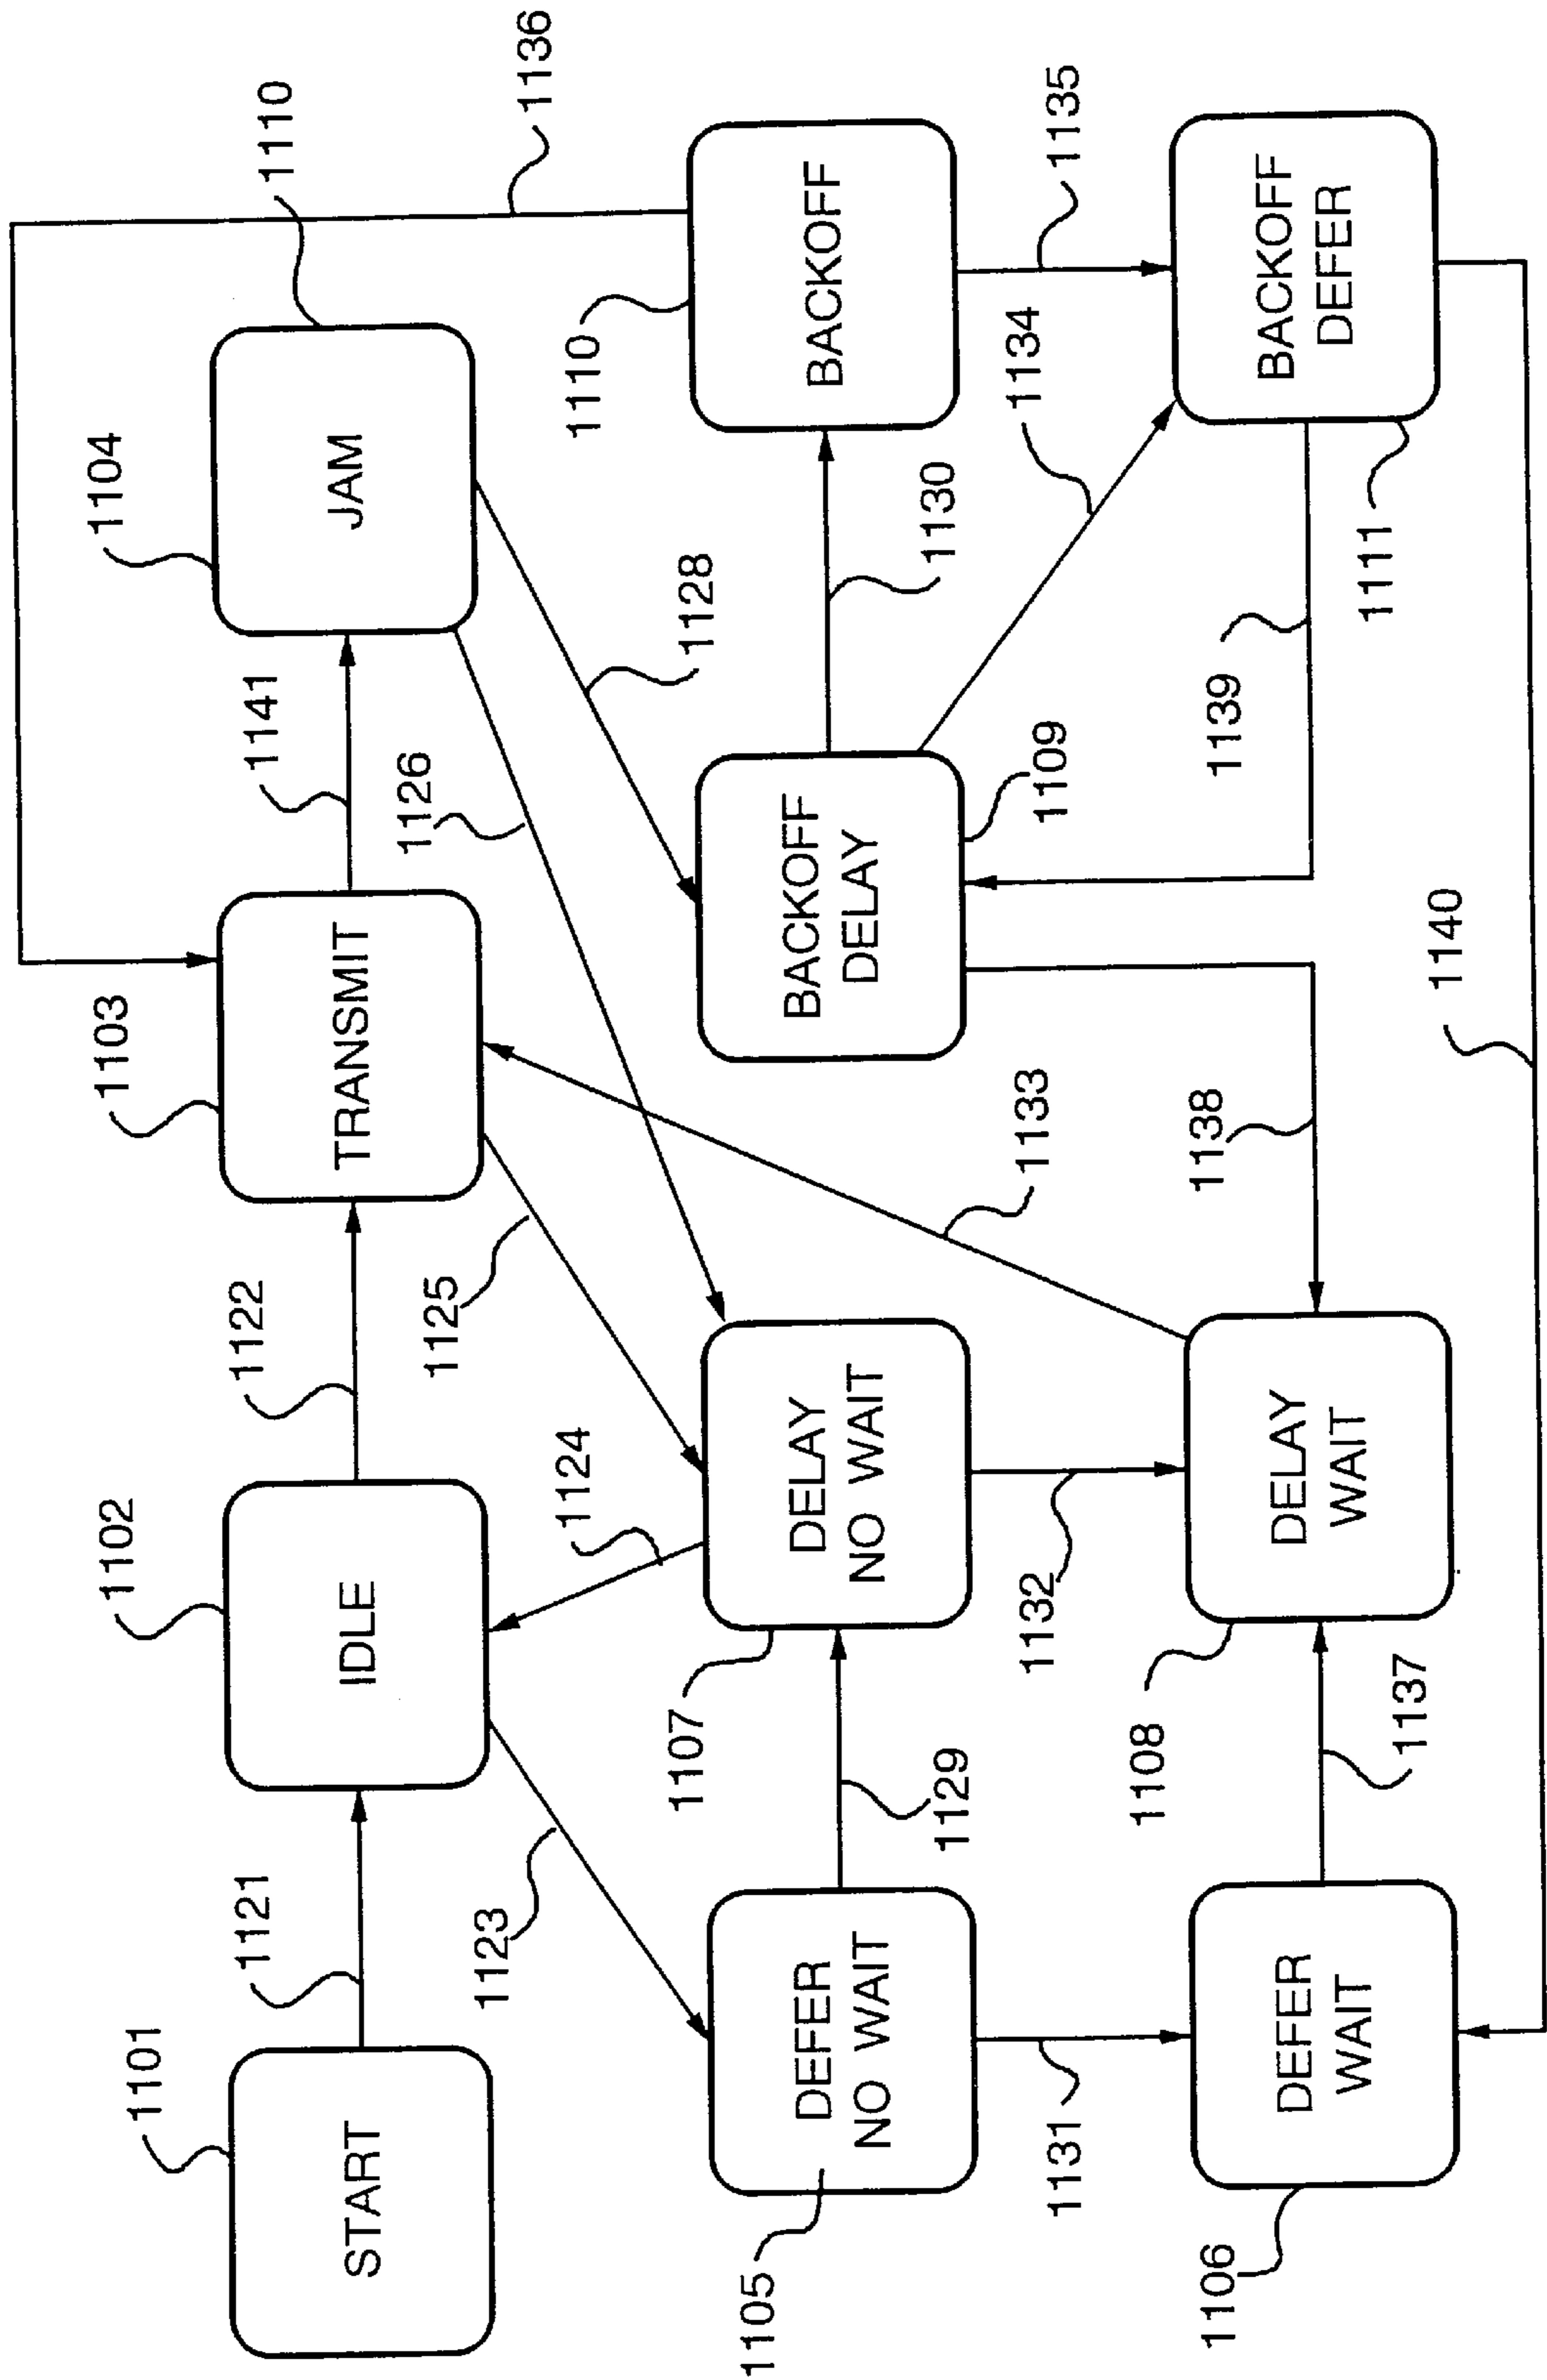 1101
START
1121
1102
IDLE
1122
1103
TRANSMIT
1141
1104
JAM
1110
1136
1123
1124
1125
1126
1128
1105
DEFER
NO WAIT
1129
1107
DELAY
NO WAIT
1133
BACKOFF
DELAY
1109
1130
1110
BACKOFF
1134
1135
1131
1132
1138
1139
1106
DEFER
WAIT
1137
1108
DELAY
WAIT
1140
1111
BACKOFF
DEFER